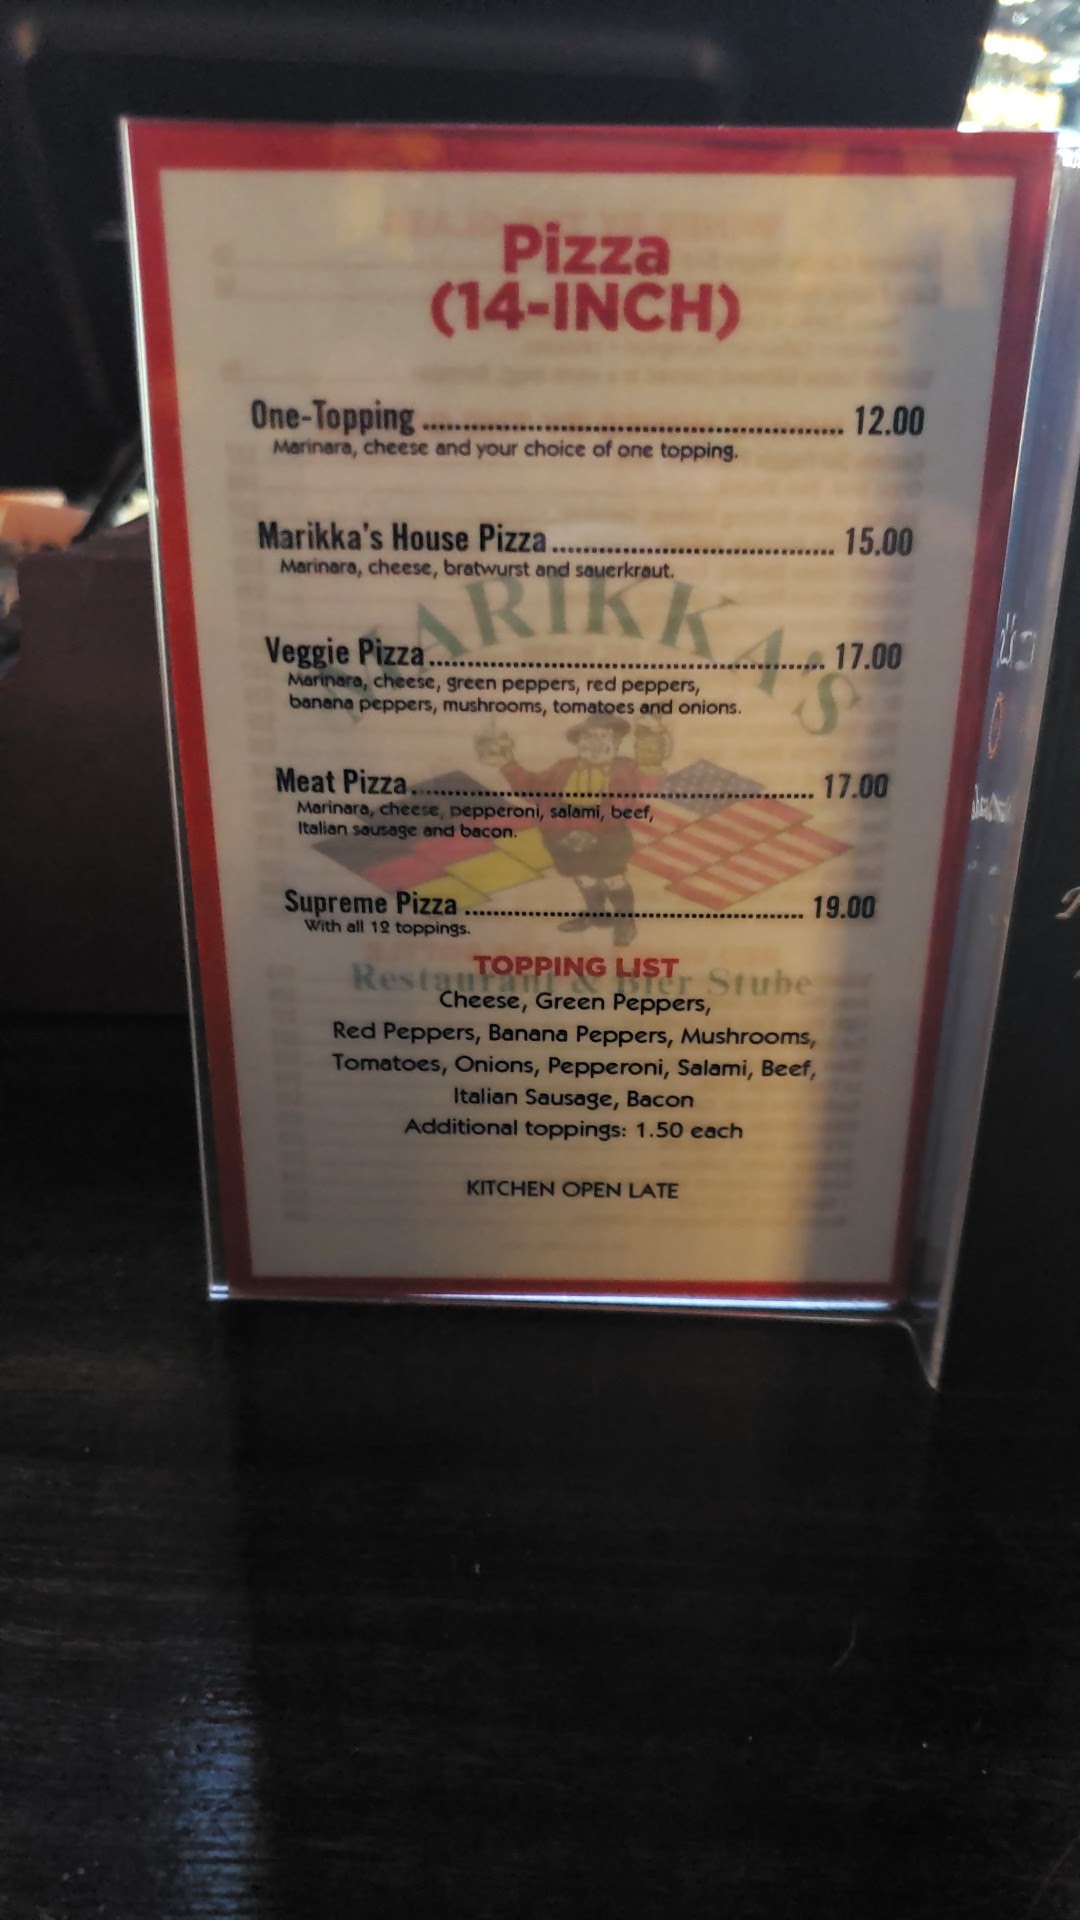 Pizza
(14-INCH)
One-Topping ........................................................ 12.00
Marinara, cheese and your choice of one topping.
Marikka's House Pizza ..................................... 15.00
Marinara, cheese, bratwurst and sauerkraut.
Veggie Pizza .................................................... 17.00
Marinara, cheese, green peppers, red peppers,
banana peppers, mushrooms, tomatoes and onions.
Meat Pizza ...................................................... 17.00
Marinara, cheese, pepperoni, salami, beef,
Italian sausage and bacon.
Supreme Pizza ............................................. 19.00
With all 12 toppings.
TOPPING LIST
Cheese, Green Peppers,
Red Peppers, Banana Peppers, Mushrooms,
Tomatoes, Onions, Pepperoni, Salami, Beef,
Italian Sausage, Bacon
Additional toppings: 1.50 each
KITCHEN OPEN LATE
MARIKKA'S
Restaurant & Bier Stube